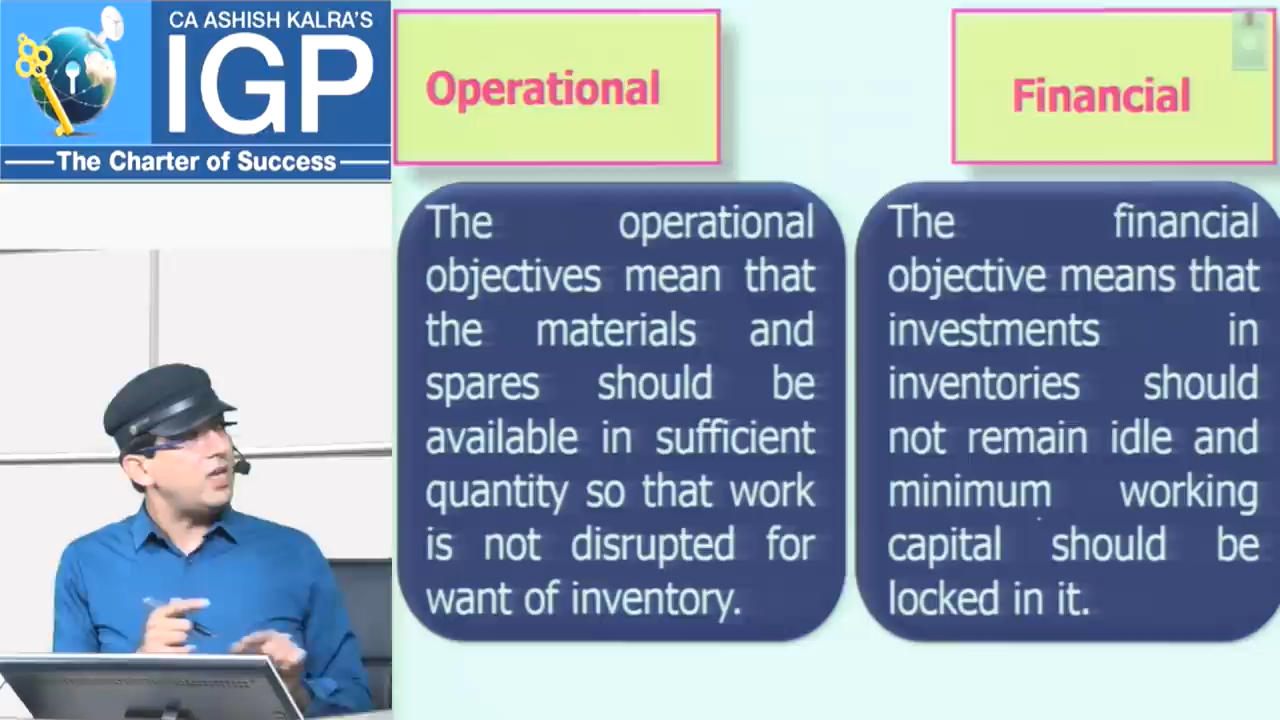 CA ASHISH KALRA'S
IGP
The Charter of Success
Operational
The operational
objectives mean that
the materials and
spares should be
available in sufficient
quantity so that work
is not disrupted for
want of inventory.
Financial
The financial
objective means that
investments in
inventories should
not remain idle and
minimum working
capital should be
locked in it.